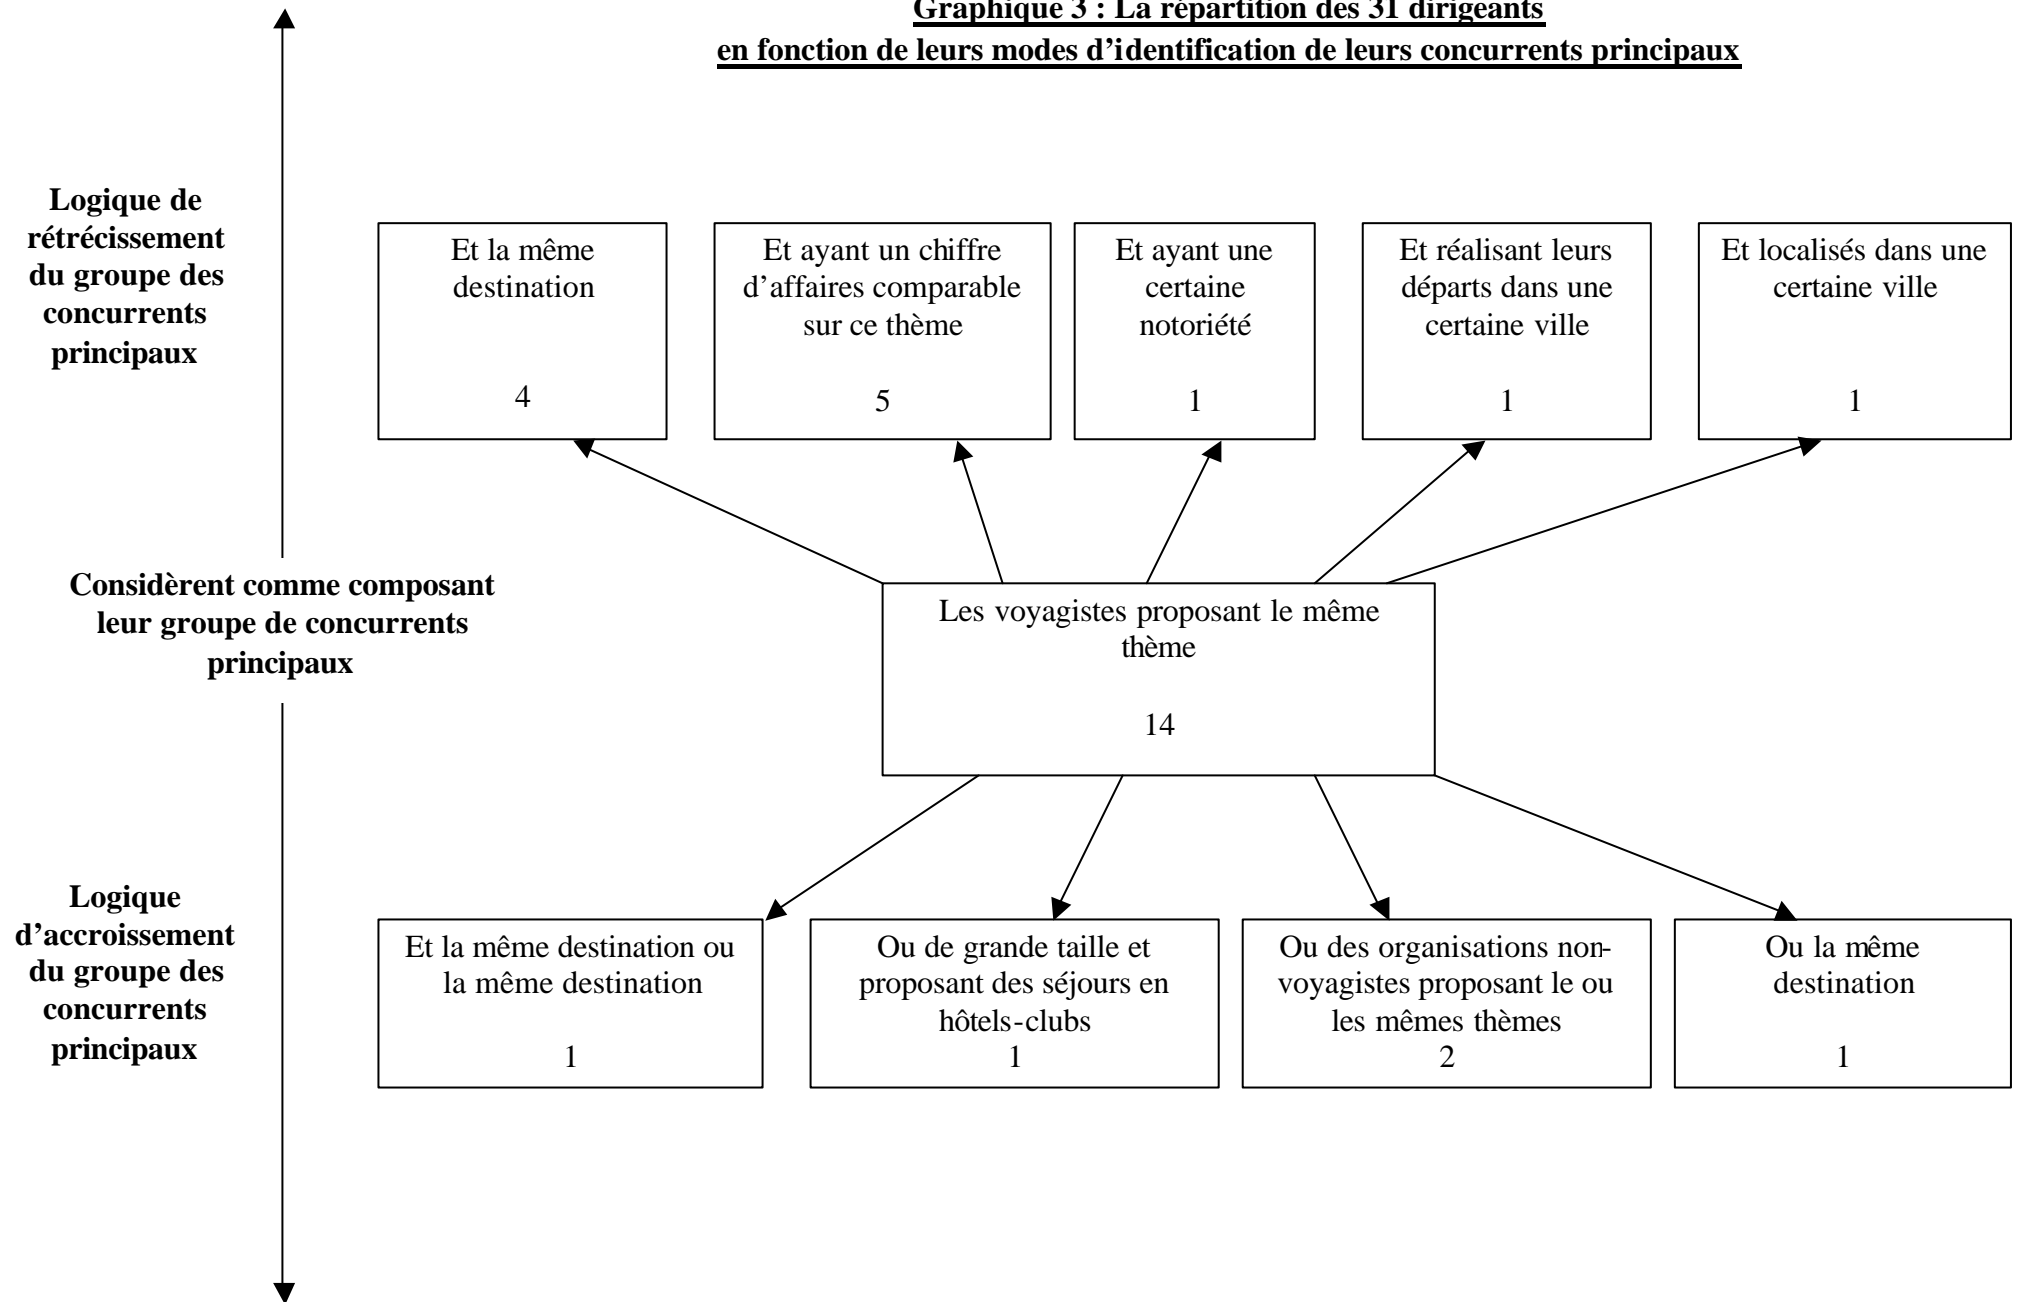 Graphique 3 : La répartition des 31 dirigeants
en fonction de leurs modes d'identification de leurs concurrents principaux
Logique de
rétrécissement
du groupe des
concurrents
principaux
Et la même
destination
4
Et ayant un chiffre
d'affaires comparable
sur ce thème
5
Et ayant une
certaine
notoriété
1
Et réalisant leurs
départs dans une
certaine ville
1
Et localisés dans une
certaine ville
1
Considèrent comme composant
leur groupe de concurrents
principaux
Les voyagistes proposant le même
thème
14
Logique
d'accroissement
du groupe des
concurrents
principaux
Et la même destination ou
la même destination
1
Ou de grande taille et
proposant des séjours en
hôtels-clubs
1
Ou des organisations non-
voyagistes proposant le ou
les mêmes thèmes
2
Ou la même
destination
1